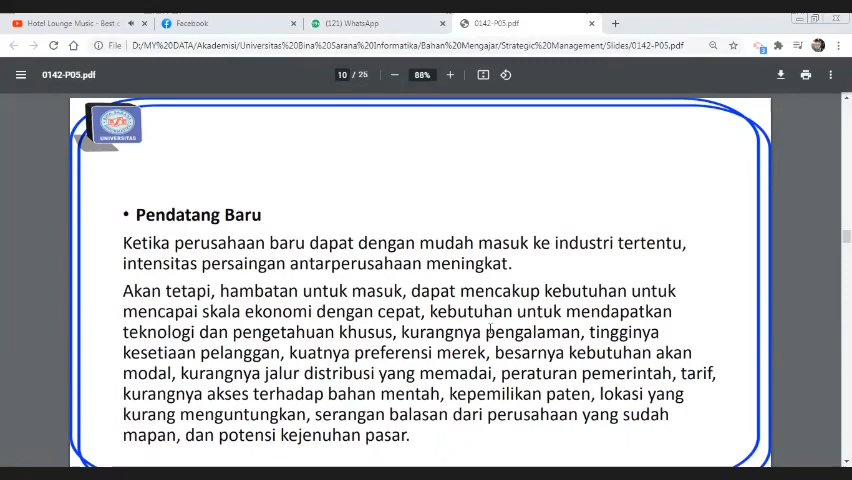 Hotel Lounge Music - Best c
Facebook
(121) WhatsApp
0142-P05.pdf
File
D:/MY%20DATA/Akademisi/Universitas%20Bina%20Sarana%20Informatika/Bahan%20Mengajar/Strategic%20Management/Slides/0142-P05.pdf
0142-P05.pdf
10 / 25
88%
UNIVERSITAS
• Pendatang Baru
Ketika perusahaan baru dapat dengan mudah masuk ke industri tertentu,
intensitas persaingan antarperusahaan meningkat.
Akan tetapi, hambatan untuk masuk, dapat mencakup kebutuhan untuk
mencapai skala ekonomi dengan cepat, kebutuhan untuk mendapatkan
teknologi dan pengetahuan khusus, kurangnya pengalaman, tingginya
kesetiaan pelanggan, kuatnya preferensi merek, besarnya kebutuhan akan
modal, kurangnya jalur distribusi yang memadai, peraturan pemerintah, tarif,
kurangnya akses terhadap bahan mentah, kepemilikan paten, lokasi yang
kurang menguntungkan, serangan balasan dari perusahaan yang sudah
mapan, dan potensi kejenuhan pasar.